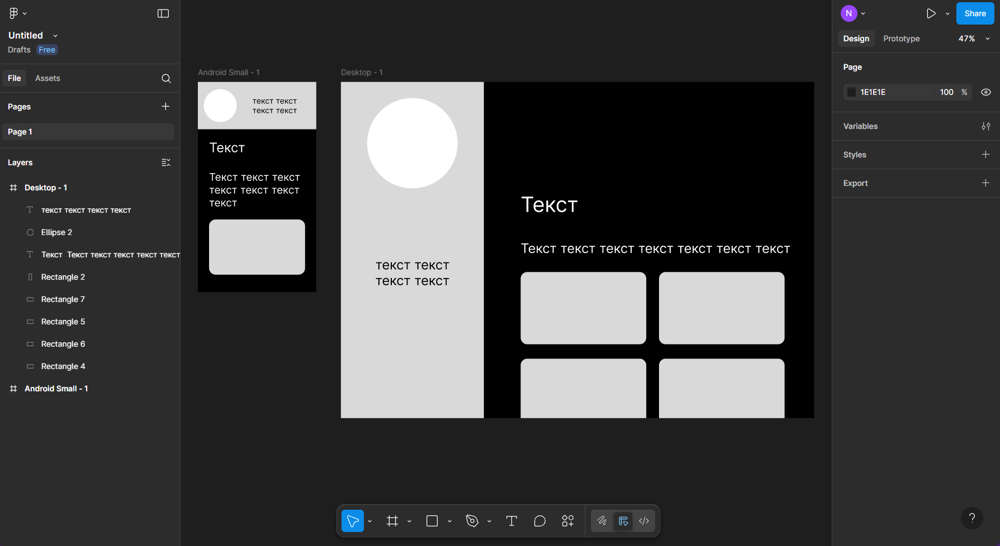 Untitled
Drafts Free
File Assets
Pages
Page 1
Layers
Desktop - 1
текст текст текст текст
Ellipse 2
Текст Текст текст текст текст текст
Rectangle 2
Rectangle 7
Rectangle 5
Rectangle 6
Rectangle 4
Android Small - 1
Android Small - 1
текст текст
текст текст
Текст
Текст текст текст
текст текст текст
текст
Desktop - 1
текст текст
текст текст
Текст
Текст текст текст текст текст текст текст
N
Share
Design Prototype 47%
Page
1E1E1E 100 %
Variables
Styles
Export
?